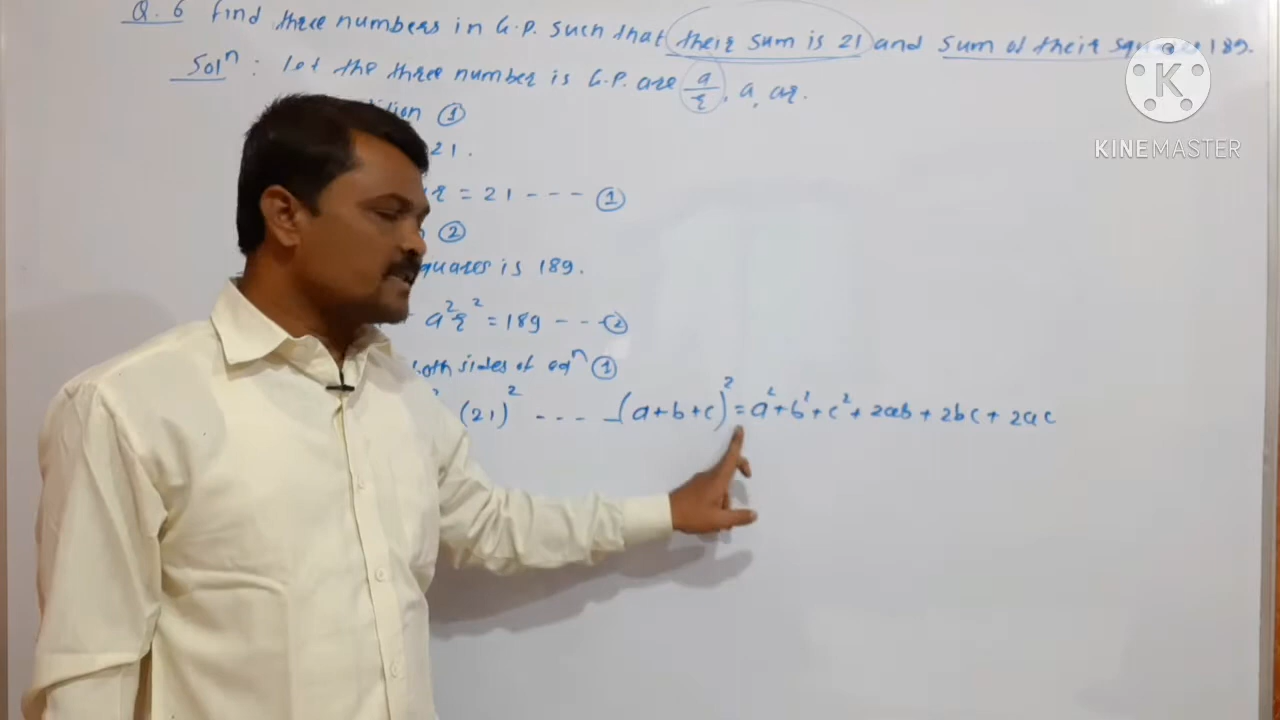 Q. 6 Find three numbers in G.P. such that their sum is 21 and sum of their squares 189.
Solⁿ : Let the three number is G.P. are a/r, a, ar.
①
21.
= 21 - - - ①
②
squares is 189.
a²r² = 189 - - - ②
both sides of eqⁿ ①
(21)² - - - - (a+b+c)² = a²+b²+c²+2ab+2bc+2ac
K
KINEMASTER